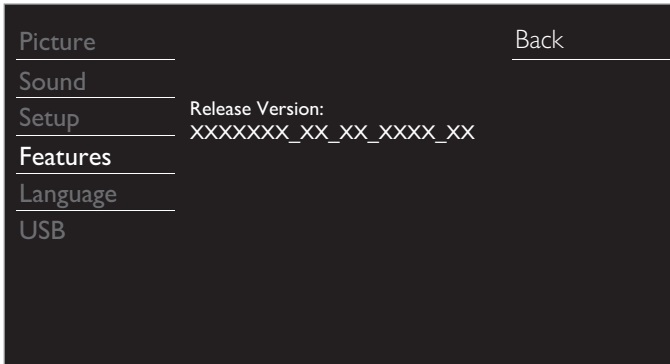 Picture
Sound
Setup
Features
Language
USB
Release Version:
XXXXXXX_XX_XX_XXXX_XX
Back